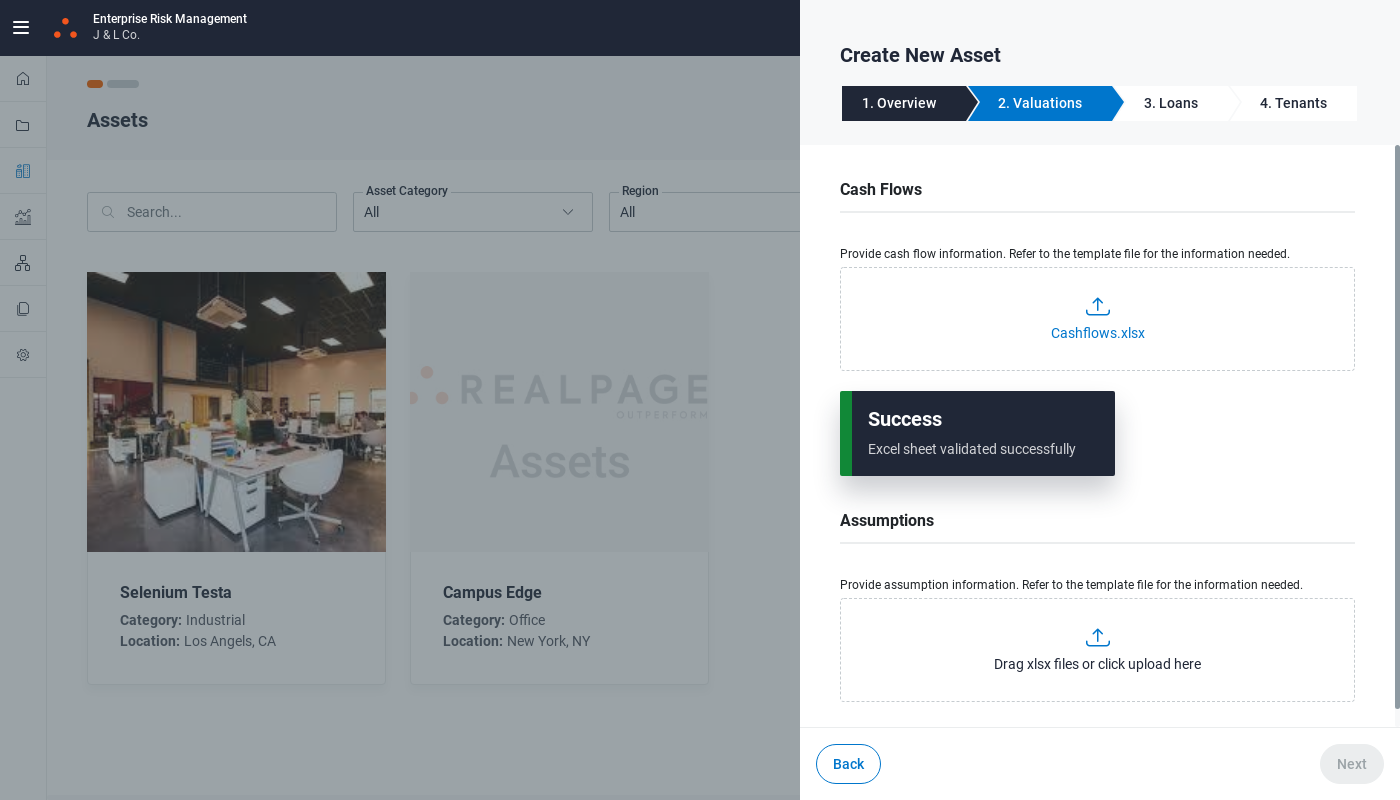 Enterprise Risk Management
J & L Co.
Assets
Search...
Asset Category
All
Region
All
REALPAGE
OUTPERFORM
Assets
Selenium Testa
Category: Industrial
Location: Los Angels, CA
Campus Edge
Category: Office
Location: New York, NY
Create New Asset
1. Overview
2. Valuations
3. Loans
4. Tenants
Cash Flows
Provide cash flow information. Refer to the template file for the information needed.
Cashflows.xlsx
Success
Excel sheet validated successfully
Assumptions
Provide assumption information. Refer to the template file for the information needed.
Drag xlsx files or click upload here
Back
Next